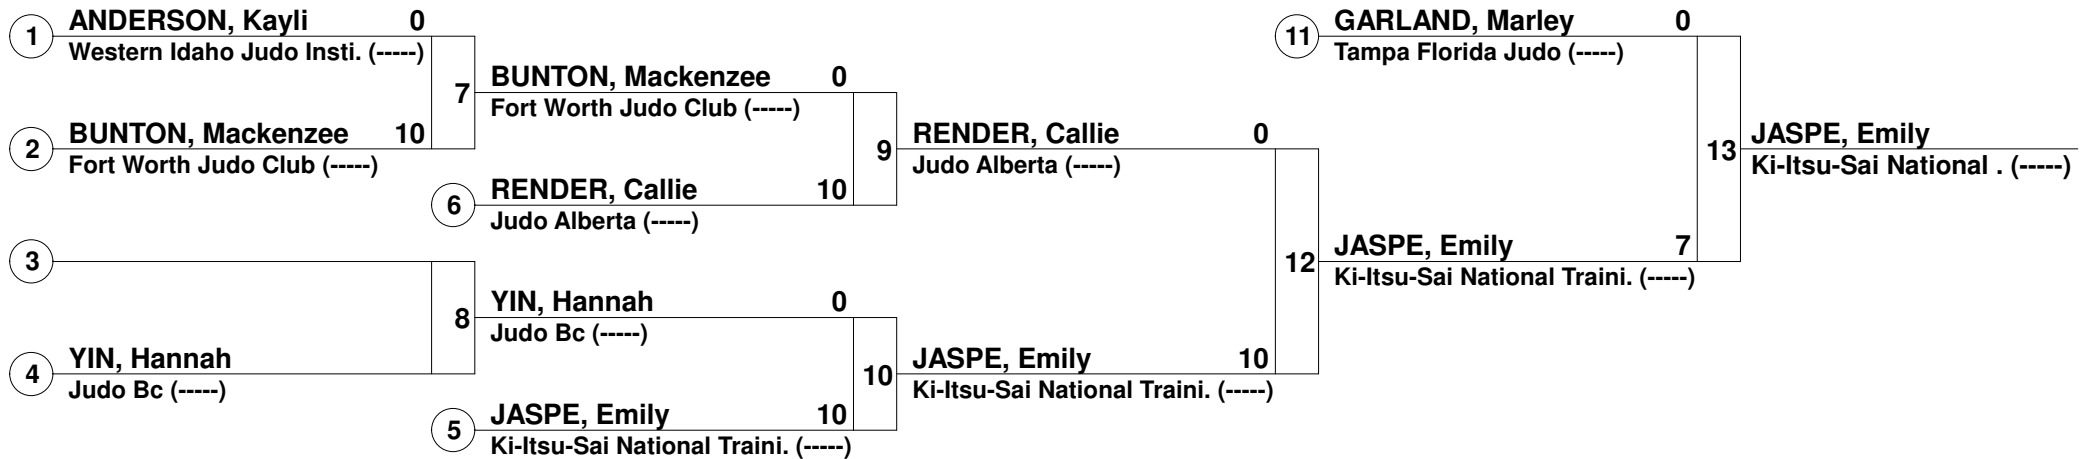 1 ANDERSON, Kayli 0
Western Idaho Judo Insti. (-----)
2 BUNTON, Mackenzee 10
Fort Worth Judo Club (-----)
3
4 YIN, Hannah
Judo Bc (-----)
7 BUNTON, Mackenzee 0
Fort Worth Judo Club (-----)
6 RENDER, Callie 10
Judo Alberta (-----)
8 YIN, Hannah 0
Judo Bc (-----)
5 JASPE, Emily 10
Ki-Itsu-Sai National Traini. (-----)
9 RENDER, Callie 0
Judo Alberta (-----)
10 JASPE, Emily 10
Ki-Itsu-Sai National Traini. (-----)
11 GARLAND, Marley 0
Tampa Florida Judo (-----)
12 JASPE, Emily 7
Ki-Itsu-Sai National Traini. (-----)
13 JASPE, Emily
Ki-Itsu-Sai National . (-----)